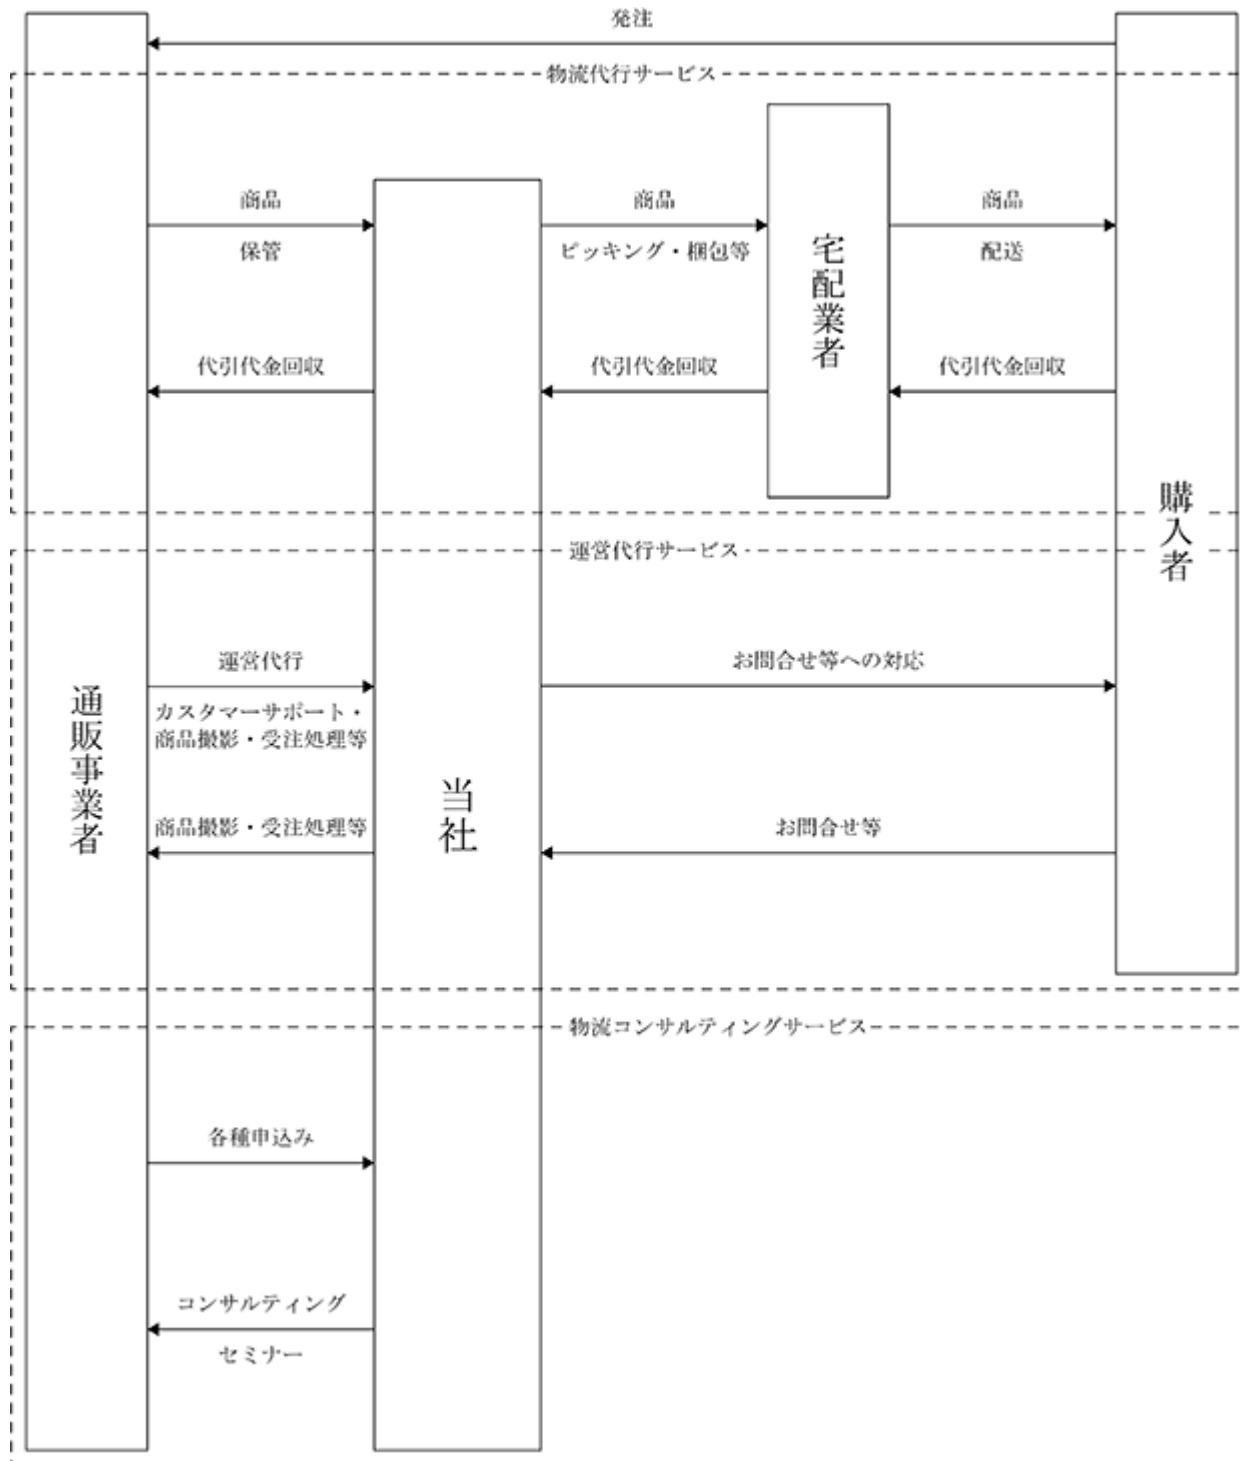 発注
物流代行サービス
商品
商品
商品
保管
ピッキング・梱包等
配送
宅配業者
代引代金回収
代引代金回収
代引代金回収
購入者
運営代行サービス
運営代行
お問合せ等への対応
カスタマーサポート・
商品撮影・受注処理等
通販事業者
当社
商品撮影・受注処理等
お問合せ等
物流コンサルティングサービス
各種申込み
コンサルティング
セミナー